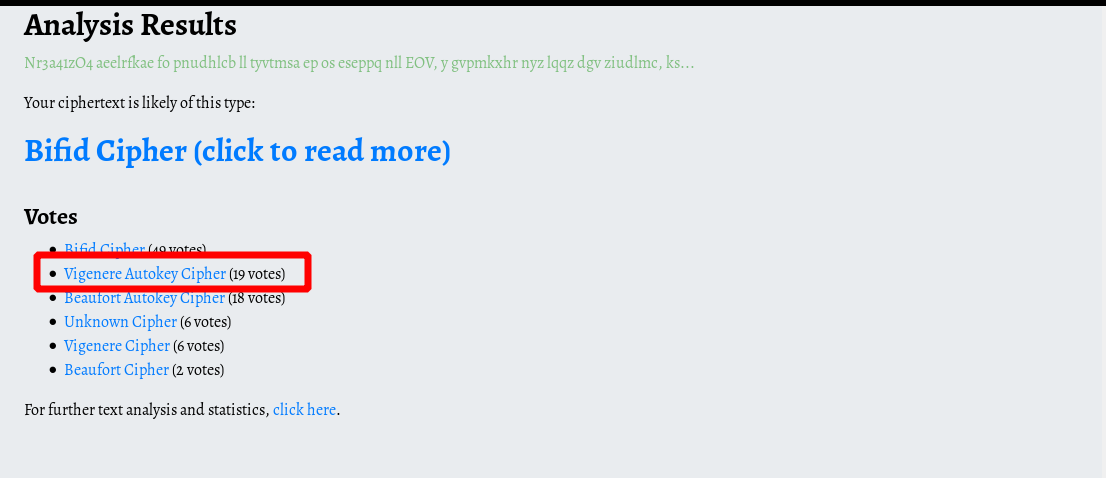 Analysis Results
Nr3a41zO4 aeelrfkae fo pnudhlcb ll tyvtmsa ep os eseppq nll EOV, y gvpmkxhr nyz lqqz dgv ziudlmc, ks...
Your ciphertext is likely of this type:
Bifid Cipher (click to read more)
Votes
Bifid Cipher (49 votes)
Vigenere Autokey Cipher (19 votes)
Beaufort Autokey Cipher (18 votes)
Unknown Cipher (6 votes)
Vigenere Cipher (6 votes)
Beaufort Cipher (2 votes)
For further text analysis and statistics, click here.